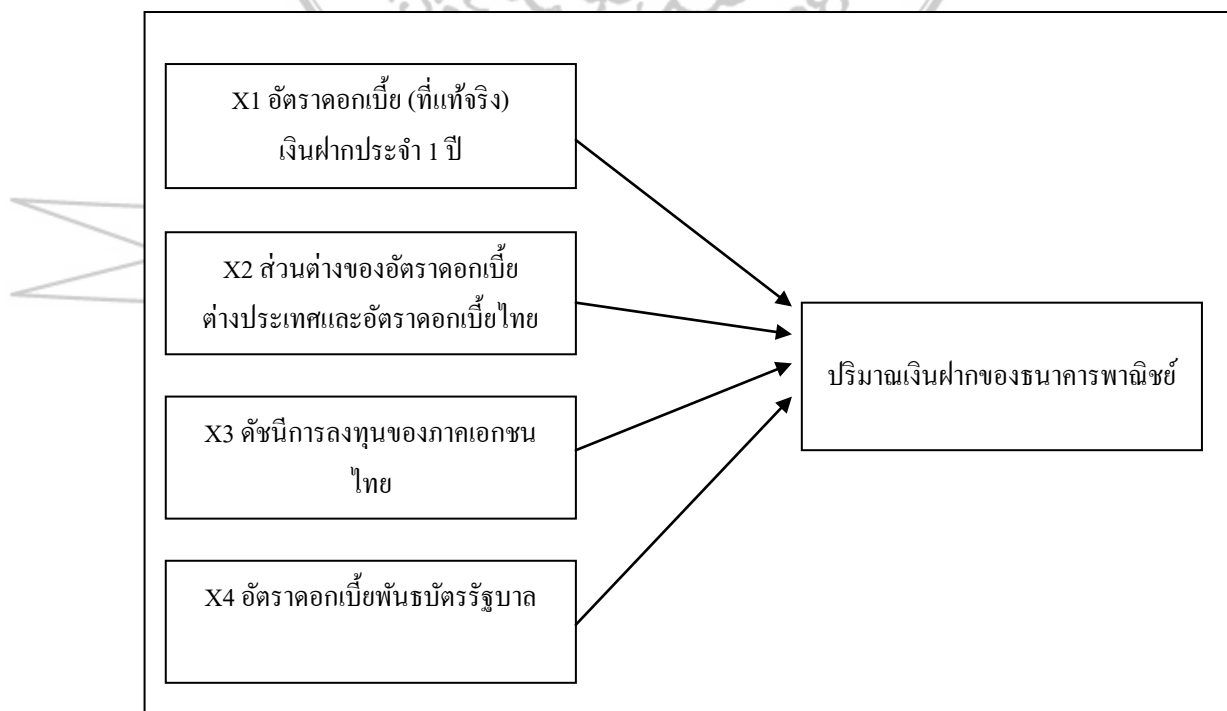 X1 อัตราดอกเบี้ย (ที่แท้จริง)
เงินฝากประจำ 1 ปี
X2 ส่วนต่างของอัตราดอกเบี้ย
ต่างประเทศและอัตราดอกเบี้ยไทย
X3 ดัชนีการลงทุนของภาคเอกชน
ไทย
X4 อัตราดอกเบี้ยพันธบัตรรัฐบาล
ปริมาณเงินฝากของธนาคารพาณิชย์